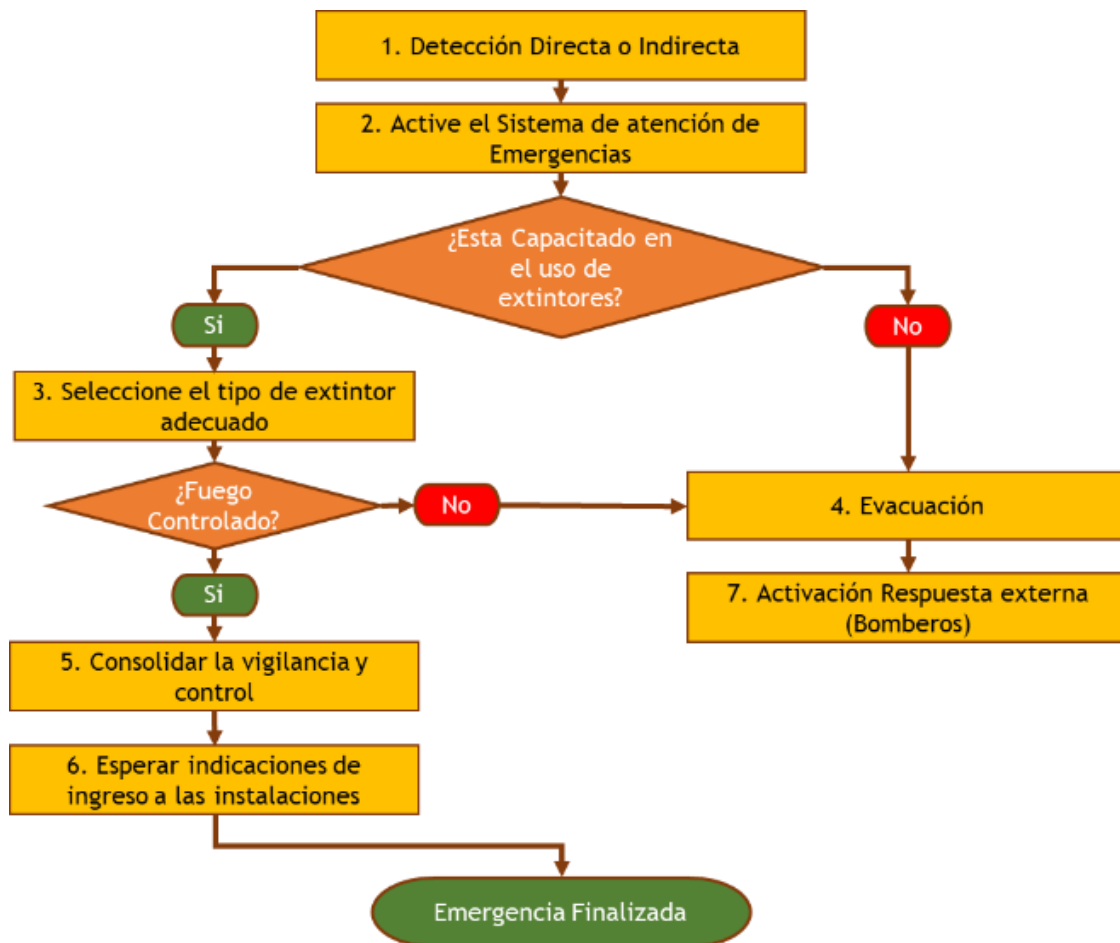 1. Detección Directa o Indirecta
2. Active el Sistema de atención de
Emergencias
¿Esta Capacitado en
el uso de
extintores?
Si
No
3. Seleccione el tipo de extintor
adecuado
¿Fuego
Controlado?
No
4. Evacuación
Si
7. Activación Respuesta externa
(Bomberos)
5. Consolidar la vigilancia y
control
6. Esperar indicaciones de
ingreso a las instalaciones
Emergencia Finalizada